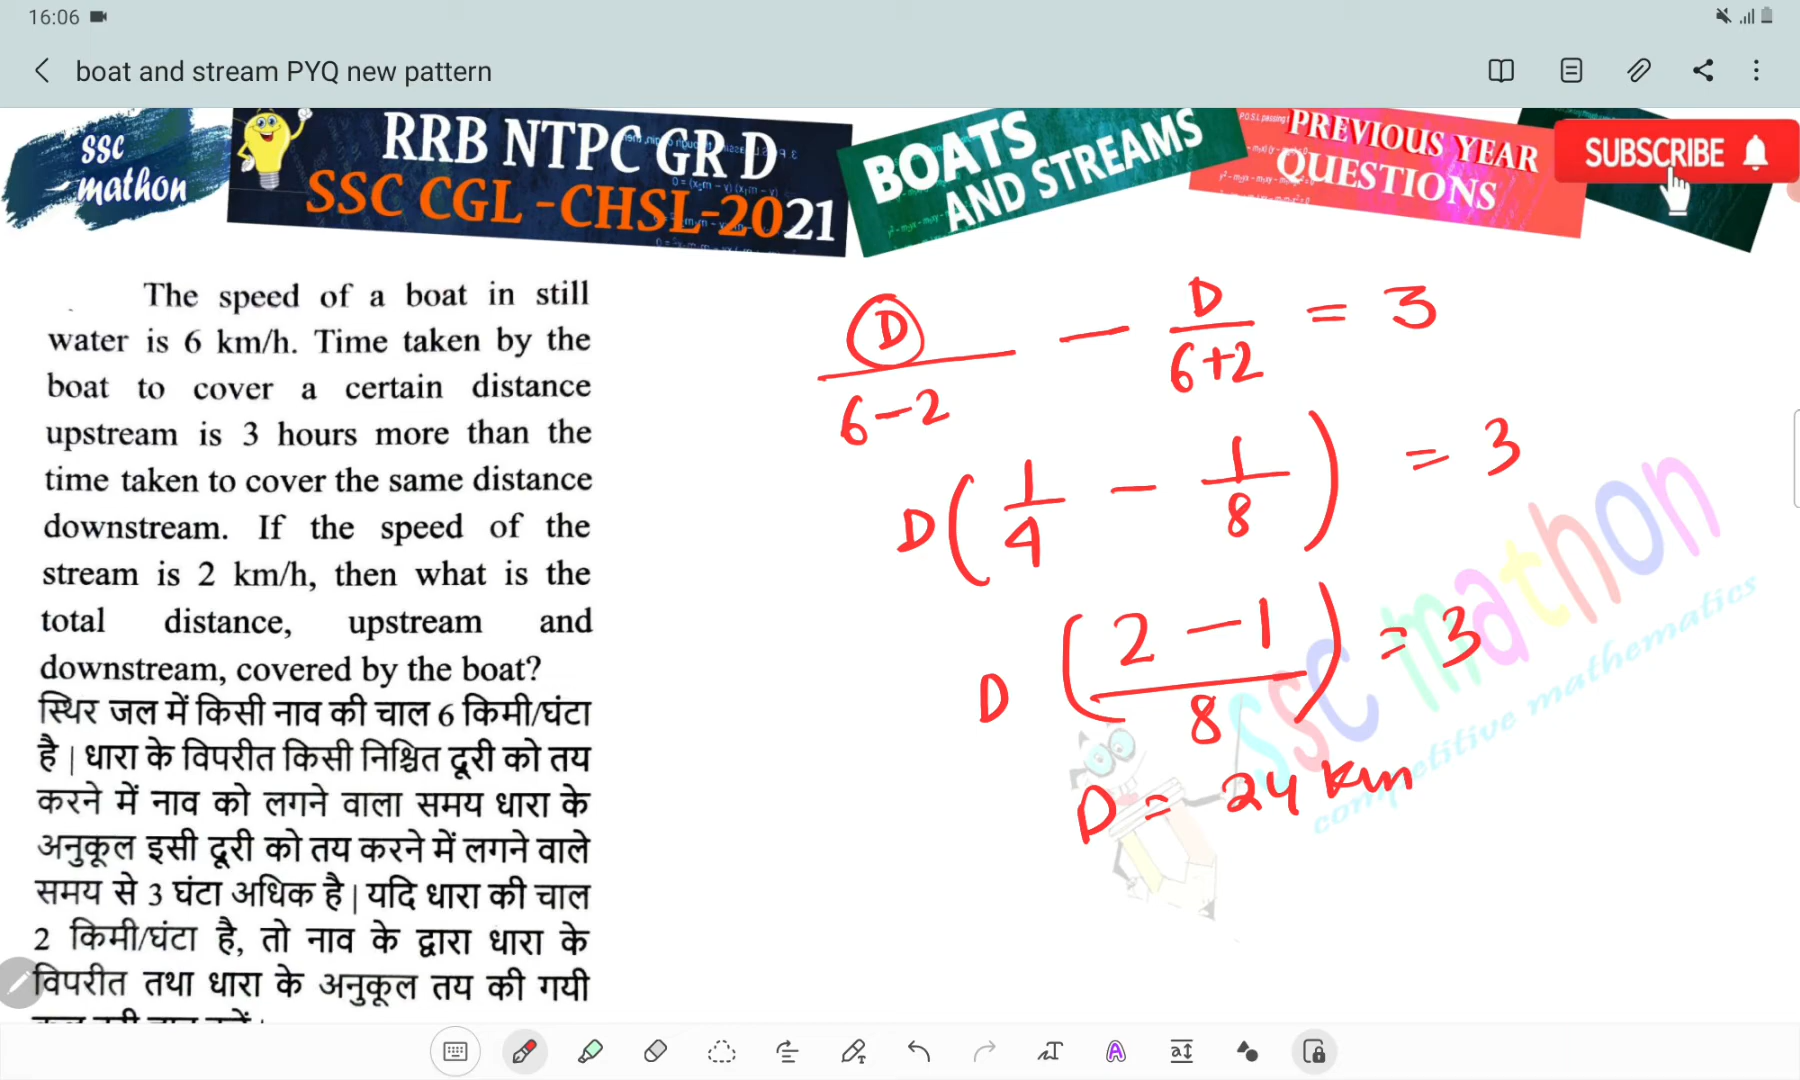 16:06
boat and stream PYQ new pattern
SSC
mathon
RRB NTPC GR D
SSC CGL -CHSL-2021
BOATS
AND STREAMS
PREVIOUS YEAR
QUESTIONS
SUBSCRIBE
The speed of a boat in still
water is 6 km/h. Time taken by the
boat to cover a certain distance
upstream is 3 hours more than the
time taken to cover the same distance
downstream. If the speed of the
stream is 2 km/h, then what is the
total distance, upstream and
downstream, covered by the boat?
स्थिर जल में किसी नाव की चाल 6 किमी/घंटा
है | धारा के विपरीत किसी निश्चित दूरी को तय
करने में नाव को लगने वाला समय धारा के
अनुकूल इसी दूरी को तय करने में लगने वाले
समय से 3 घंटा अधिक है | यदि धारा की चाल
2 किमी/घंटा है, तो नाव के द्वारा धारा के
विपरीत तथा धारा के अनुकूल तय की गयी
D/6-2 - D/6+2 = 3
D(1/4 - 1/8) = 3
D(2-1/8) = 3
D = 24 km
ssc mathon
competitive mathematics